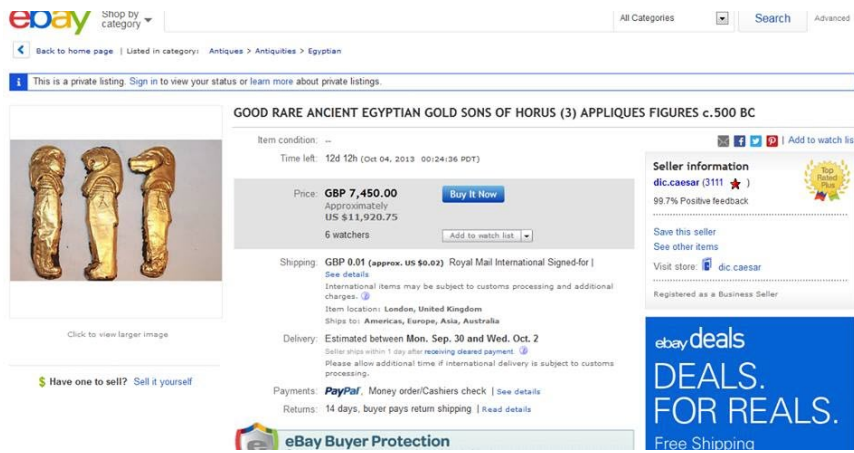 ebay
Shop by
category
All Categories
Search
Advanced
Back to home page | Listed in category: Antiques > Antiquities > Egyptian
i This is a private listing. Sign in to view your status or learn more about private listings.
GOOD RARE ANCIENT EGYPTIAN GOLD SONS OF HORUS (3) APPLIQUES FIGURES c.500 BC
Item condition: --
Time left: 12d 12h (Oct 04, 2013 00:24:36 PDT)
Price: GBP 7,450.00
Buy It Now
Approximately
US $11,920.75
6 watchers
Add to watch list
Shipping: GBP 0.01 (approx. US $0.02) Royal Mail International Signed-for |
See details
International items may be subject to customs processing and additional
charges.
Item location: London, United Kingdom
Ships to: Americas, Europe, Asia, Australia
Delivery: Estimated between Mon. Sep. 30 and Wed. Oct. 2
Seller ships within 1 day after receiving cleared payment.
Please allow additional time if international delivery is subject to customs
processing.
Payments: PayPal, Money order/Cashiers check | See details
Returns: 14 days, buyer pays return shipping | Read details
eBay Buyer Protection
Click to view larger image
$ Have one to sell? Sell it yourself
| Add to watch lis
Seller information
dic.caesar (3111 )
99.7% Positive feedback
Top
Rated
Plus
Save this seller
See other items
Visit store: dic.caesar
Registered as a Business Seller
ebay deals
DEALS.
FOR REALS.
Free Shipping